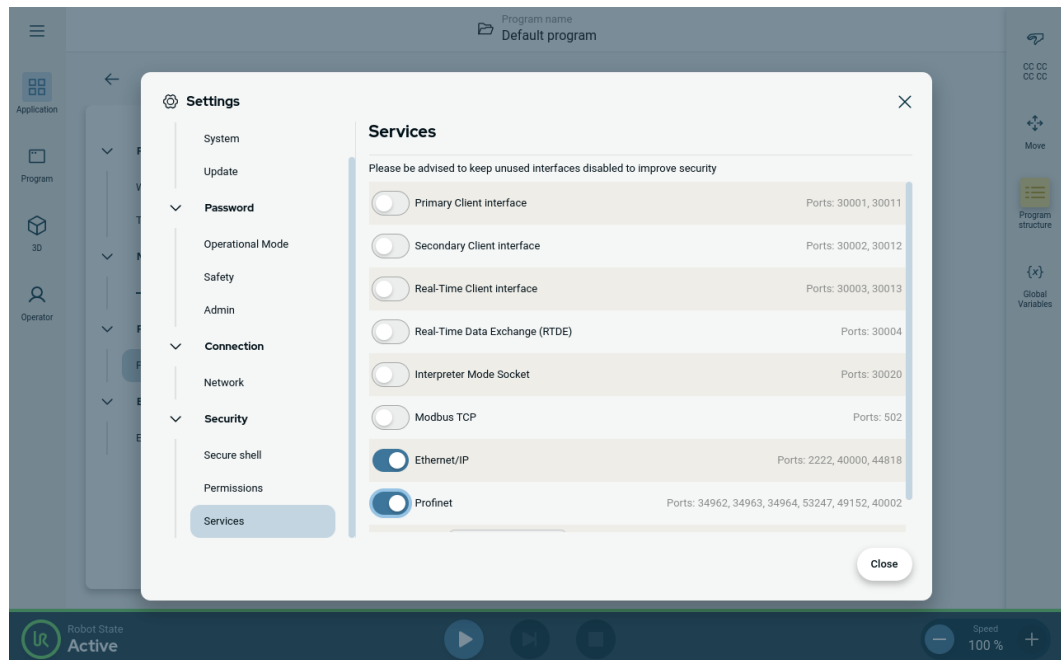 Program name
Default program
Application
Program
3D
Operator
Settings
System
Update
Password
Operational Mode
Safety
Admin
Connection
Network
Security
Secure shell
Permissions
Services
Services
Please be advised to keep unused interfaces disabled to improve security
Primary Client interface Ports: 30001, 30011
Secondary Client interface Ports: 30002, 30012
Real-Time Client interface Ports: 30003, 30013
Real-Time Data Exchange (RTDE) Ports: 30004
Interpreter Mode Socket Ports: 30020
Modbus TCP Ports: 502
Ethernet/IP Ports: 2222, 40000, 44818
Profinet Ports: 34962, 34963, 34964, 53247, 49152, 40002
Close
CC CC
CC CC
Move
Program
structure
{x}
Global
Variables
Robot State
Active
Speed
100 %